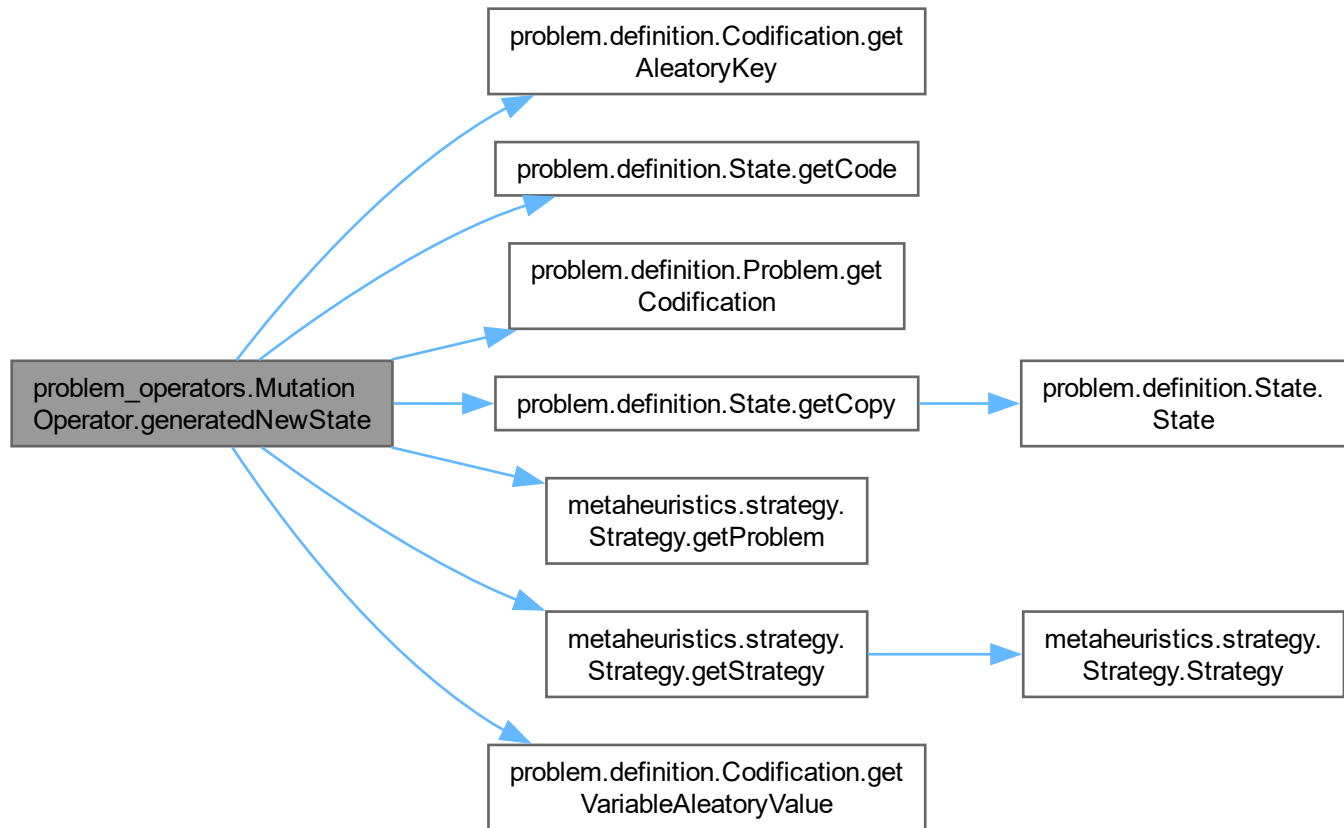 problem.definition.Codification.get
AleatoryKey
problem.definition.State.getCode
problem.definition.Problem.get
Codification
problem_operators.Mutation
Operator.generatedNewState
problem.definition.State.getCopy
problem.definition.State.
State
metaheuristics.strategy.
Strategy.getProblem
metaheuristics.strategy.
Strategy.getStrategy
metaheuristics.strategy.
Strategy.Strategy
problem.definition.Codification.get
VariableAleatoryValue